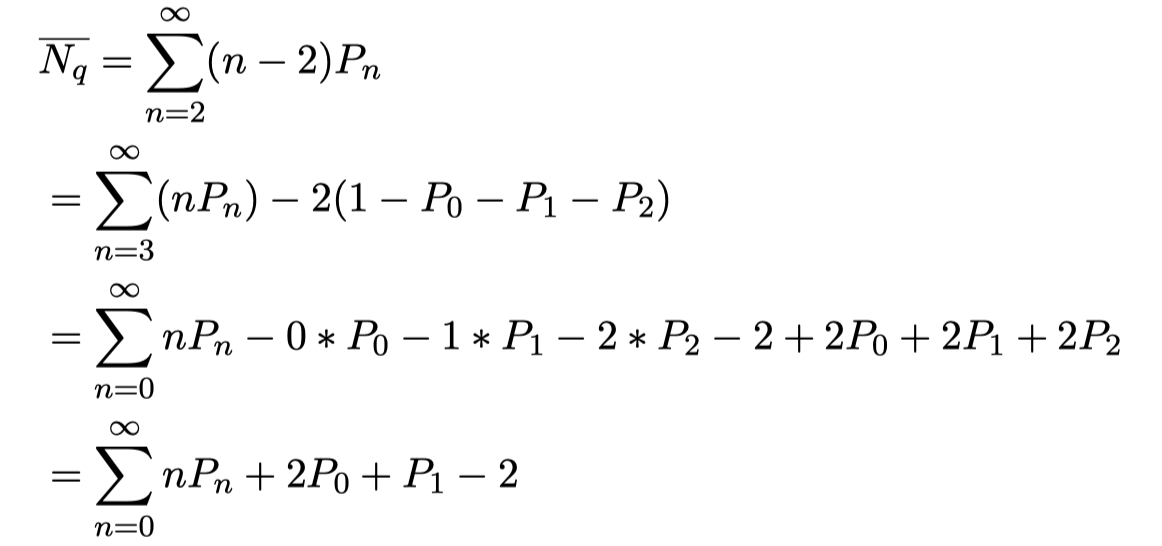 $\overline{N_q} = \sum_{n=2}^{\infty} (n-2)P_n$
$= \sum_{n=3}^{\infty} (nP_n) - 2(1 - P_0 - P_1 - P_2)$
$= \sum_{n=0}^{\infty} nP_n - 0 * P_0 - 1 * P_1 - 2 * P_2 - 2 + 2P_0 + 2P_1 + 2P_2$
$= \sum_{n=0}^{\infty} nP_n + 2P_0 + P_1 - 2$